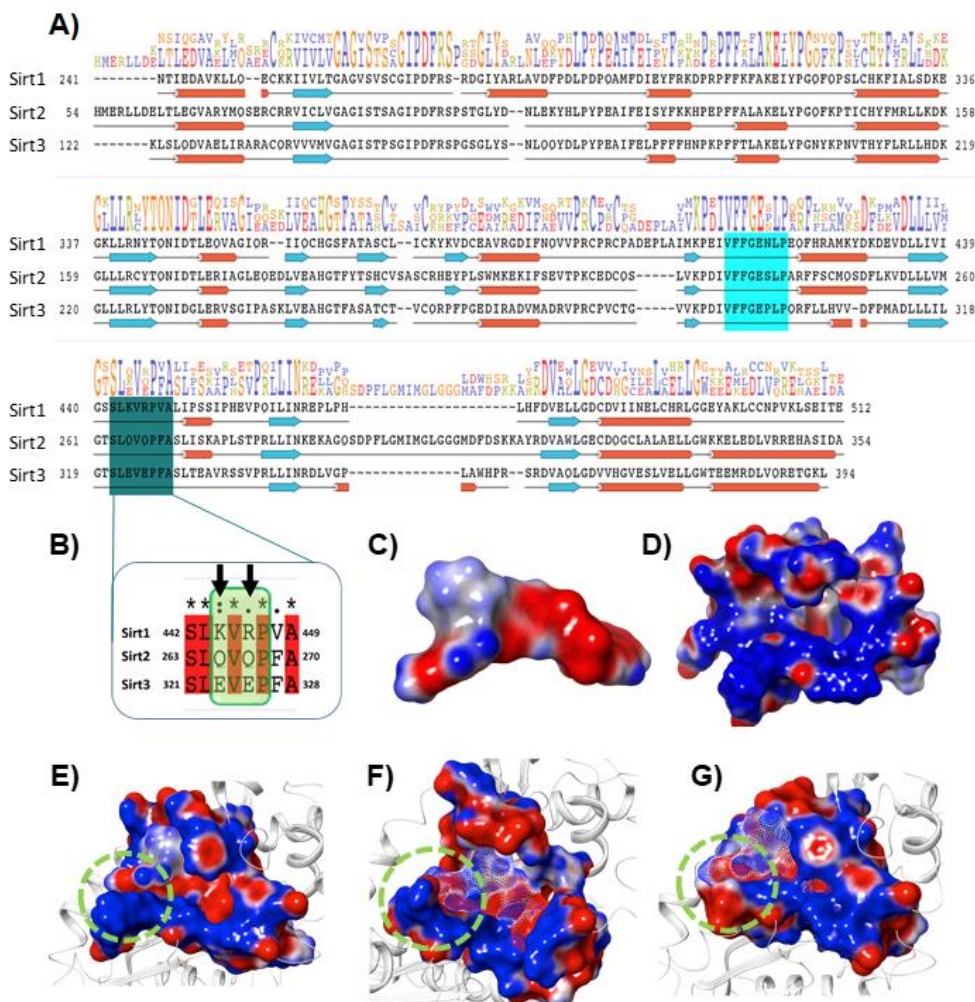 A)
Sirt1 241 -------NTIEDAVKLLQ--ECKKIIVLTGAGVSVSCGIPDFRS-RDGIYARLAVDFPDLPDPQAMFDIEYFRKDPRPFFKFAKEIYPGQFQPSLCHKFIALSDKE 336
Sirt2 54 HMERLLDELTLEGVARYMQSERCRRVICLVGAGISTSAGIPDFRSPSTGLYD--NLEKYHLPYPEAIFEISYFKKHPEPFFALAKELYPGQFKPTICHYFMRLLKDK 158
Sirt3 122 ------KLSLQDVAELIRARACQRVVVMVGAGISTPSGIPDFRSPGSGLYS--NLQQYDLPYPEAIFELPFFFHNPKPFFTLAKELYPGNYKPNVTHYFLRLLHDK 219
Sirt1 337 GKLLRNYTQNIDTLEQVAGIQR--IIQCHGSFATASCL--ICKYKVDCEAVRGDIFNQVVPRCPRCPADEPLAIMKPEIVFFGENLPEQFHRAMKYDKDEVDLLIVI 439
Sirt2 159 GLLLRCYTQNIDTLERIAGLEQEDLVEAHGTFYTSHCVSASCRHEYPLSWMKEKIFSEVTPKCEDCQS-----LVKPDIVFFGESLPARFFSCMQSDFLKVDLLLVM 260
Sirt3 220 GLLLRLYTQNIDGLERVSGIPASKLVEAHGTFASATCT--VCQRPFPGEDIRADVMADRVPRCPVCTG-----VVKPDIVFFGEPLPQRFLLHVV-DFPMADLLLIL 318
Sirt1 440 GSSLKVRPVALIPSSIPHEVPQILINREPLPH------------------LHFDVELLGDCDVIINELCHRLGGEYAKLCCNPVKLSEITE 512
Sirt2 261 GTSLQVQPFASLISKAPLSTPRLLINKEKAGQSDPFLGMIMGLGGGMDFDSKKAYRDVAWLGECDQGCLALAELLGWKKELEDLVRREHASIDA 354
Sirt3 319 GTSLEVEPFASLTEAVRSSVPRLLINRDLVGP--------------LAWHPR--SRDVAQLGDVVHGVESLVELLGWTEEMRDLVQRETGKL 394
B)
**:*.*.*
Sirt1 442 SLKVRPVA 449
Sirt2 263 SLQVQPFA 270
Sirt3 321 SLEVEPFA 328
C)
D)
E)
F)
G)